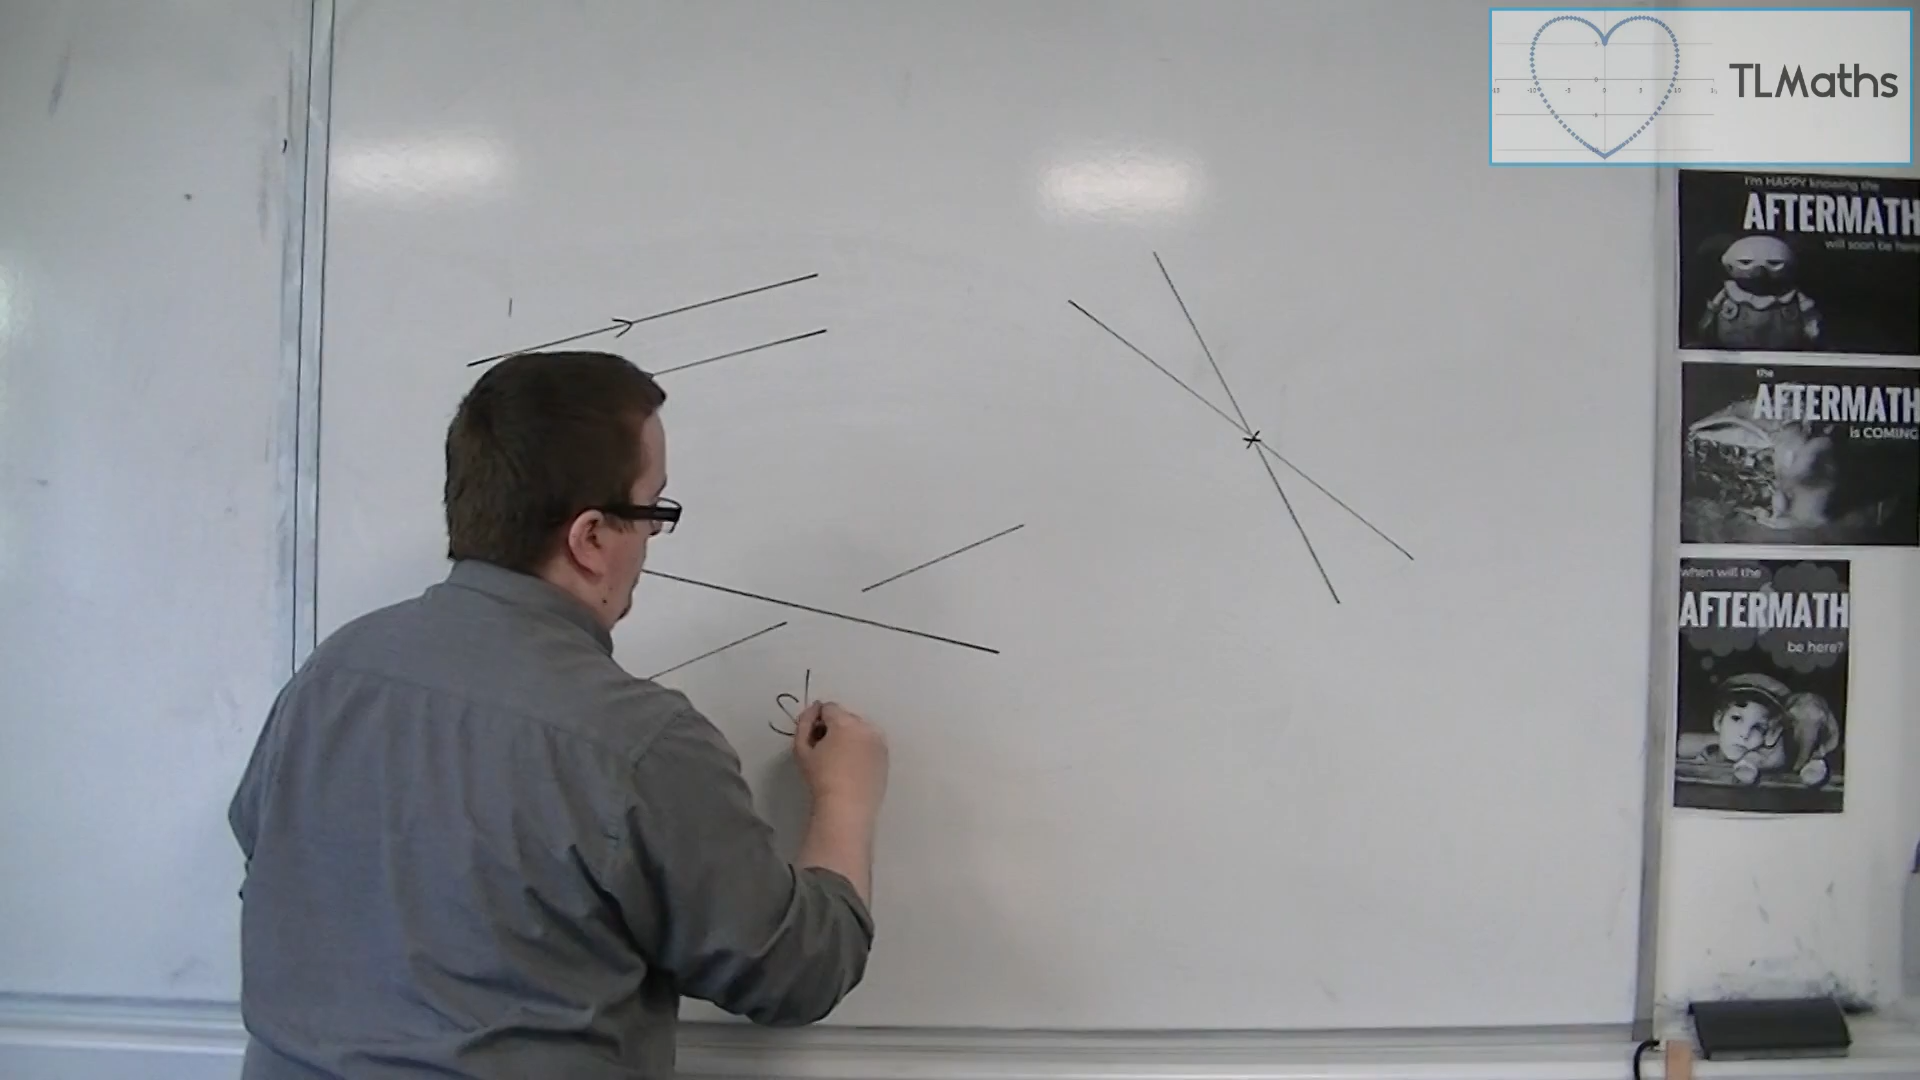 TLMaths
I'm HAPPY knowing the
AFTERMATH
will soon be here
the
AFTERMATH
is COMING
when will the
AFTERMATH
be here?
S